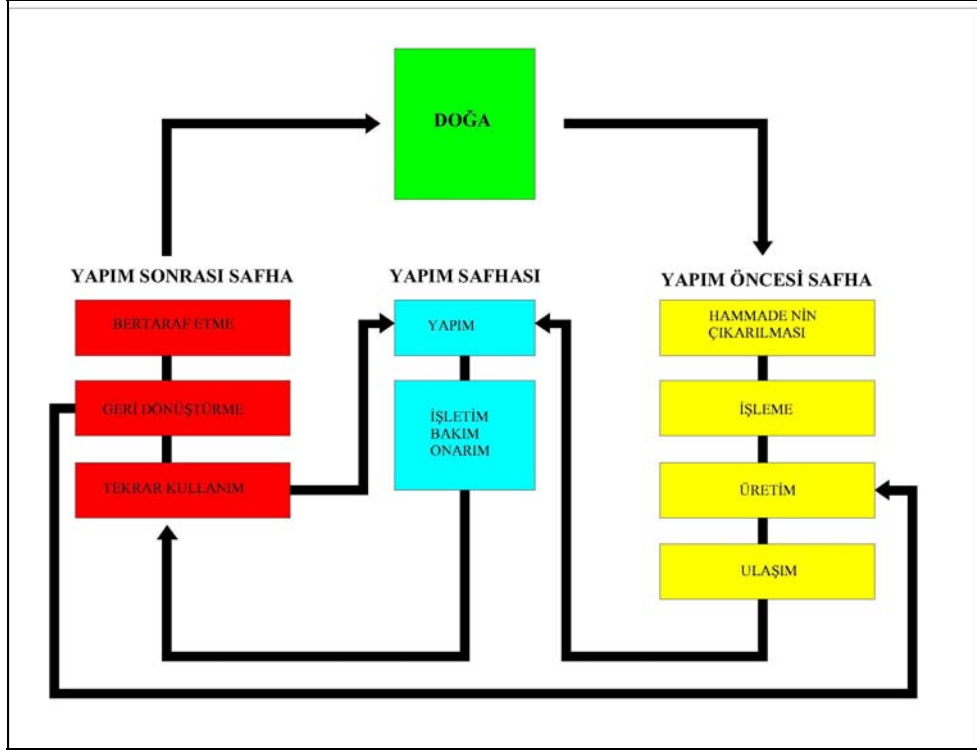 DOĞA
YAPIM SONRASI SAFHA
BERTARAF ETME
GERİ DÖNÜŞTÜRME
TEKRAR KULLANIM
YAPIM SAFHASI
YAPIM
İŞLETİM
BAKIM
ONARIM
YAPIM ÖNCESİ SAFHA
HAMMADE NİN
ÇIKARILMASI
İŞLEME
ÜRETİM
ULAŞIM